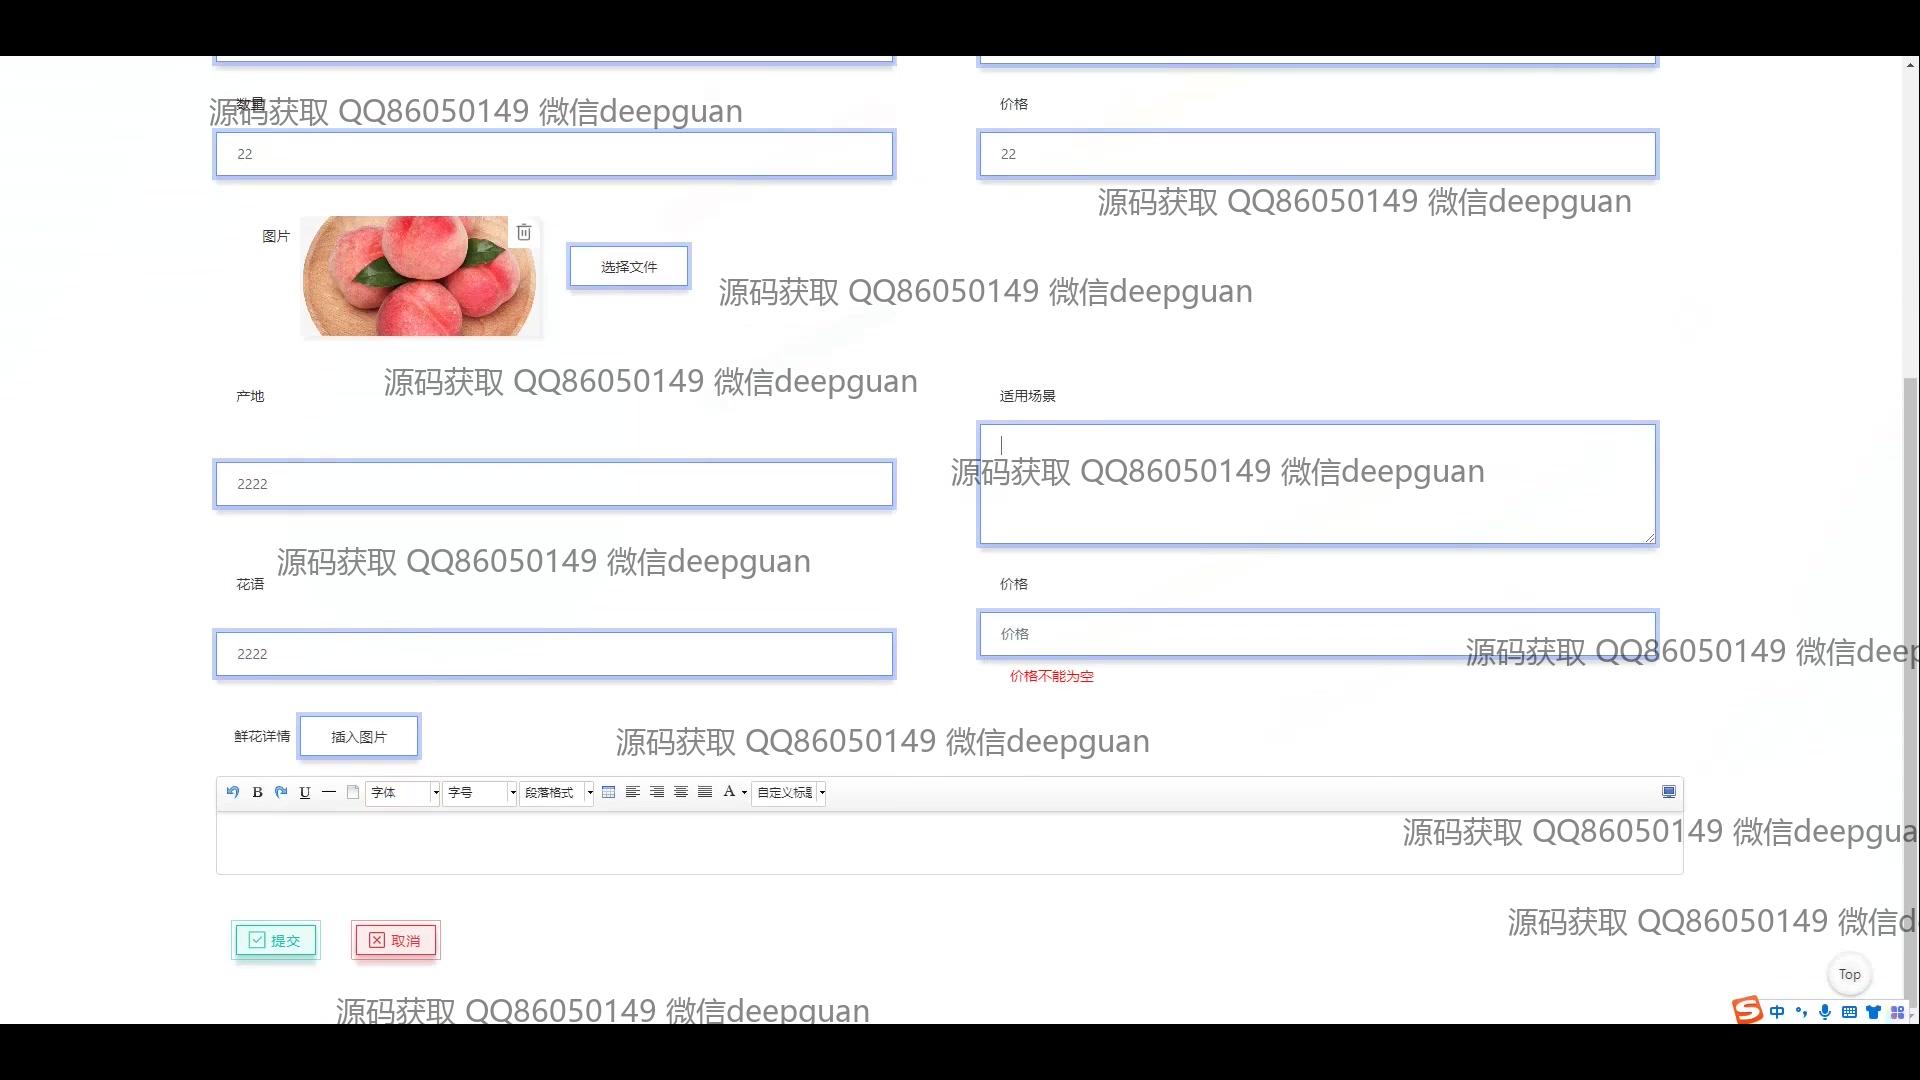 数量
源码获取 QQ86050149 微信deepguan
价格
22
22
源码获取 QQ86050149 微信deepguan
图片
选择文件
源码获取 QQ86050149 微信deepguan
源码获取 QQ86050149 微信deepguan
产地
适用场景
源码获取 QQ86050149 微信deepguan
2222
源码获取 QQ86050149 微信deepguan
花语
价格
价格
源码获取 QQ86050149 微信deep
2222
价格不能为空
鲜花详情
插入图片
源码获取 QQ86050149 微信deepguan
B U 字体 字号 段落格式 A 自定义标题
源码获取 QQ86050149 微信deepgua
源码获取 QQ86050149 微信d
提交
取消
Top
源码获取 QQ86050149 微信deepguan
S 中